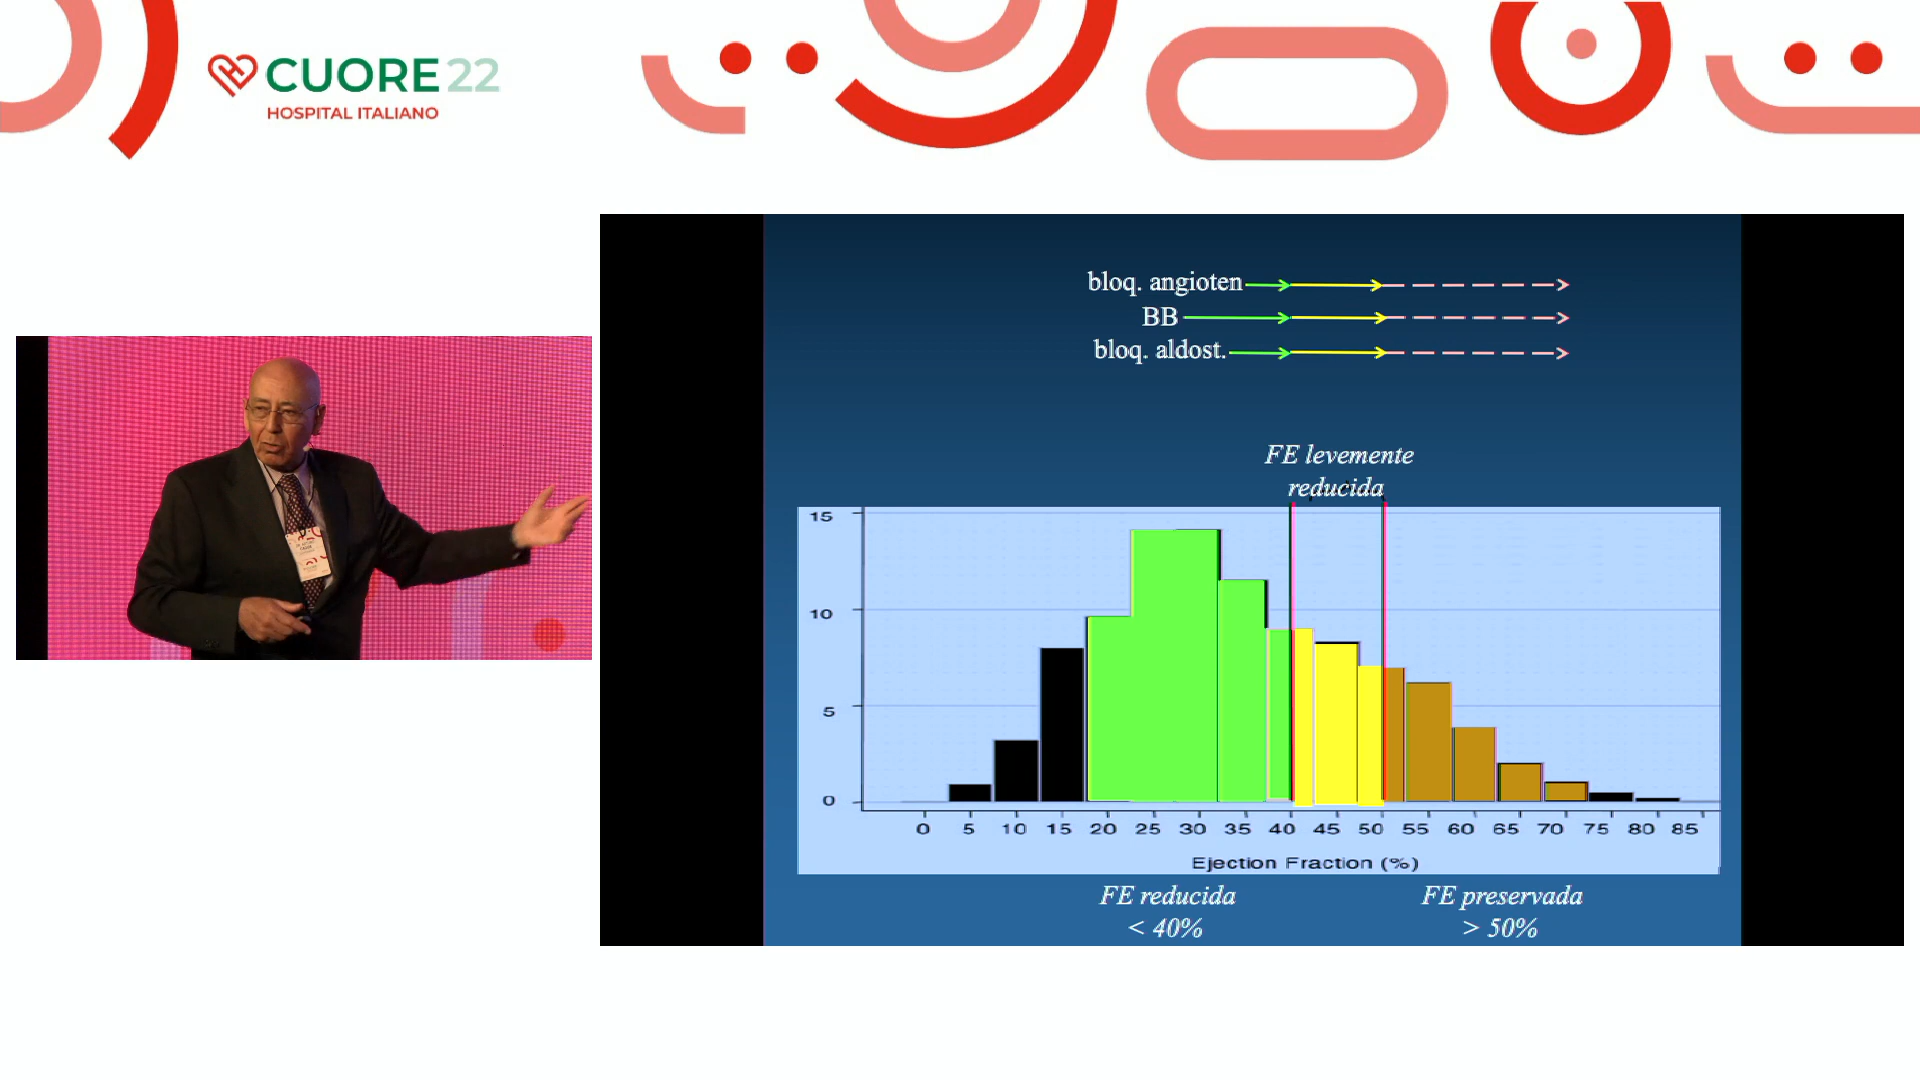 CUORE 22
HOSPITAL ITALIANO
bloq. angioten
BB
bloq. aldost.
FE levemente
reducida
15
10
5
0
0 5 10 15 20 25 30 35 40 45 50 55 60 65 70 75 80 85
Ejection Fraction (%)
FE reducida
< 40%
FE preservada
> 50%